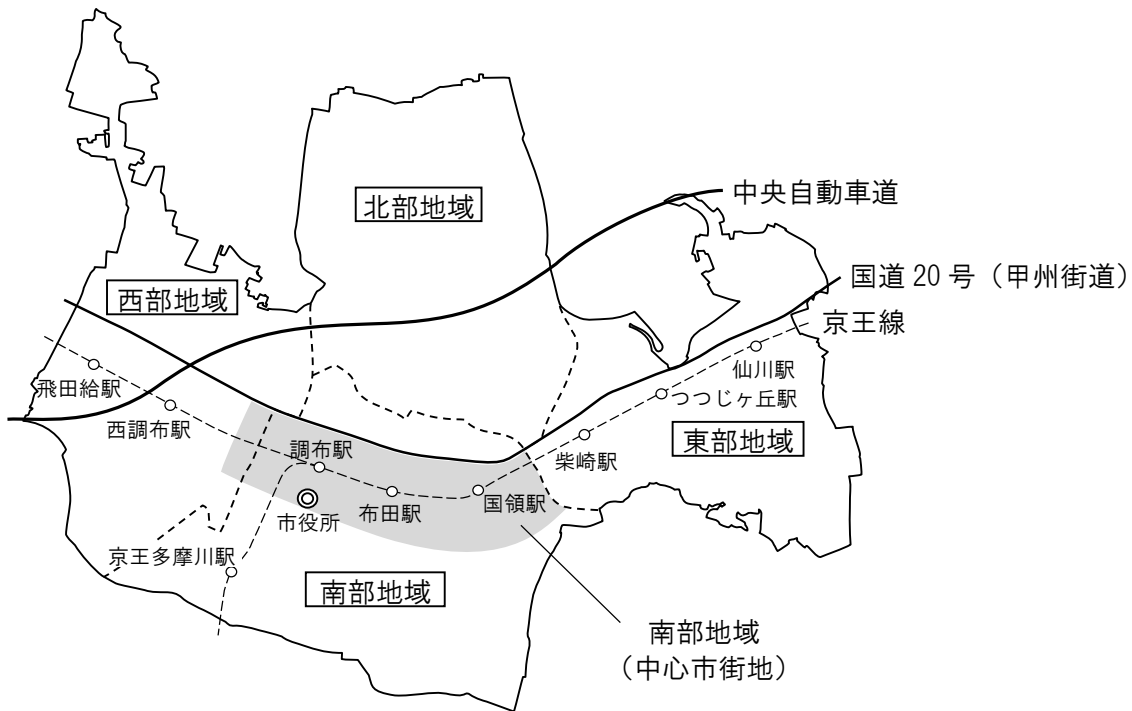 中央自動車道
北部地域
国道 20 号（甲州街道）
西部地域
京王線
仙川駅
飛田給駅
つつじヶ丘駅
西調布駅
東部地域
調布駅
柴崎駅
国領駅
布田駅
市役所
京王多摩川駅
南部地域
南部地域
（中心市街地）